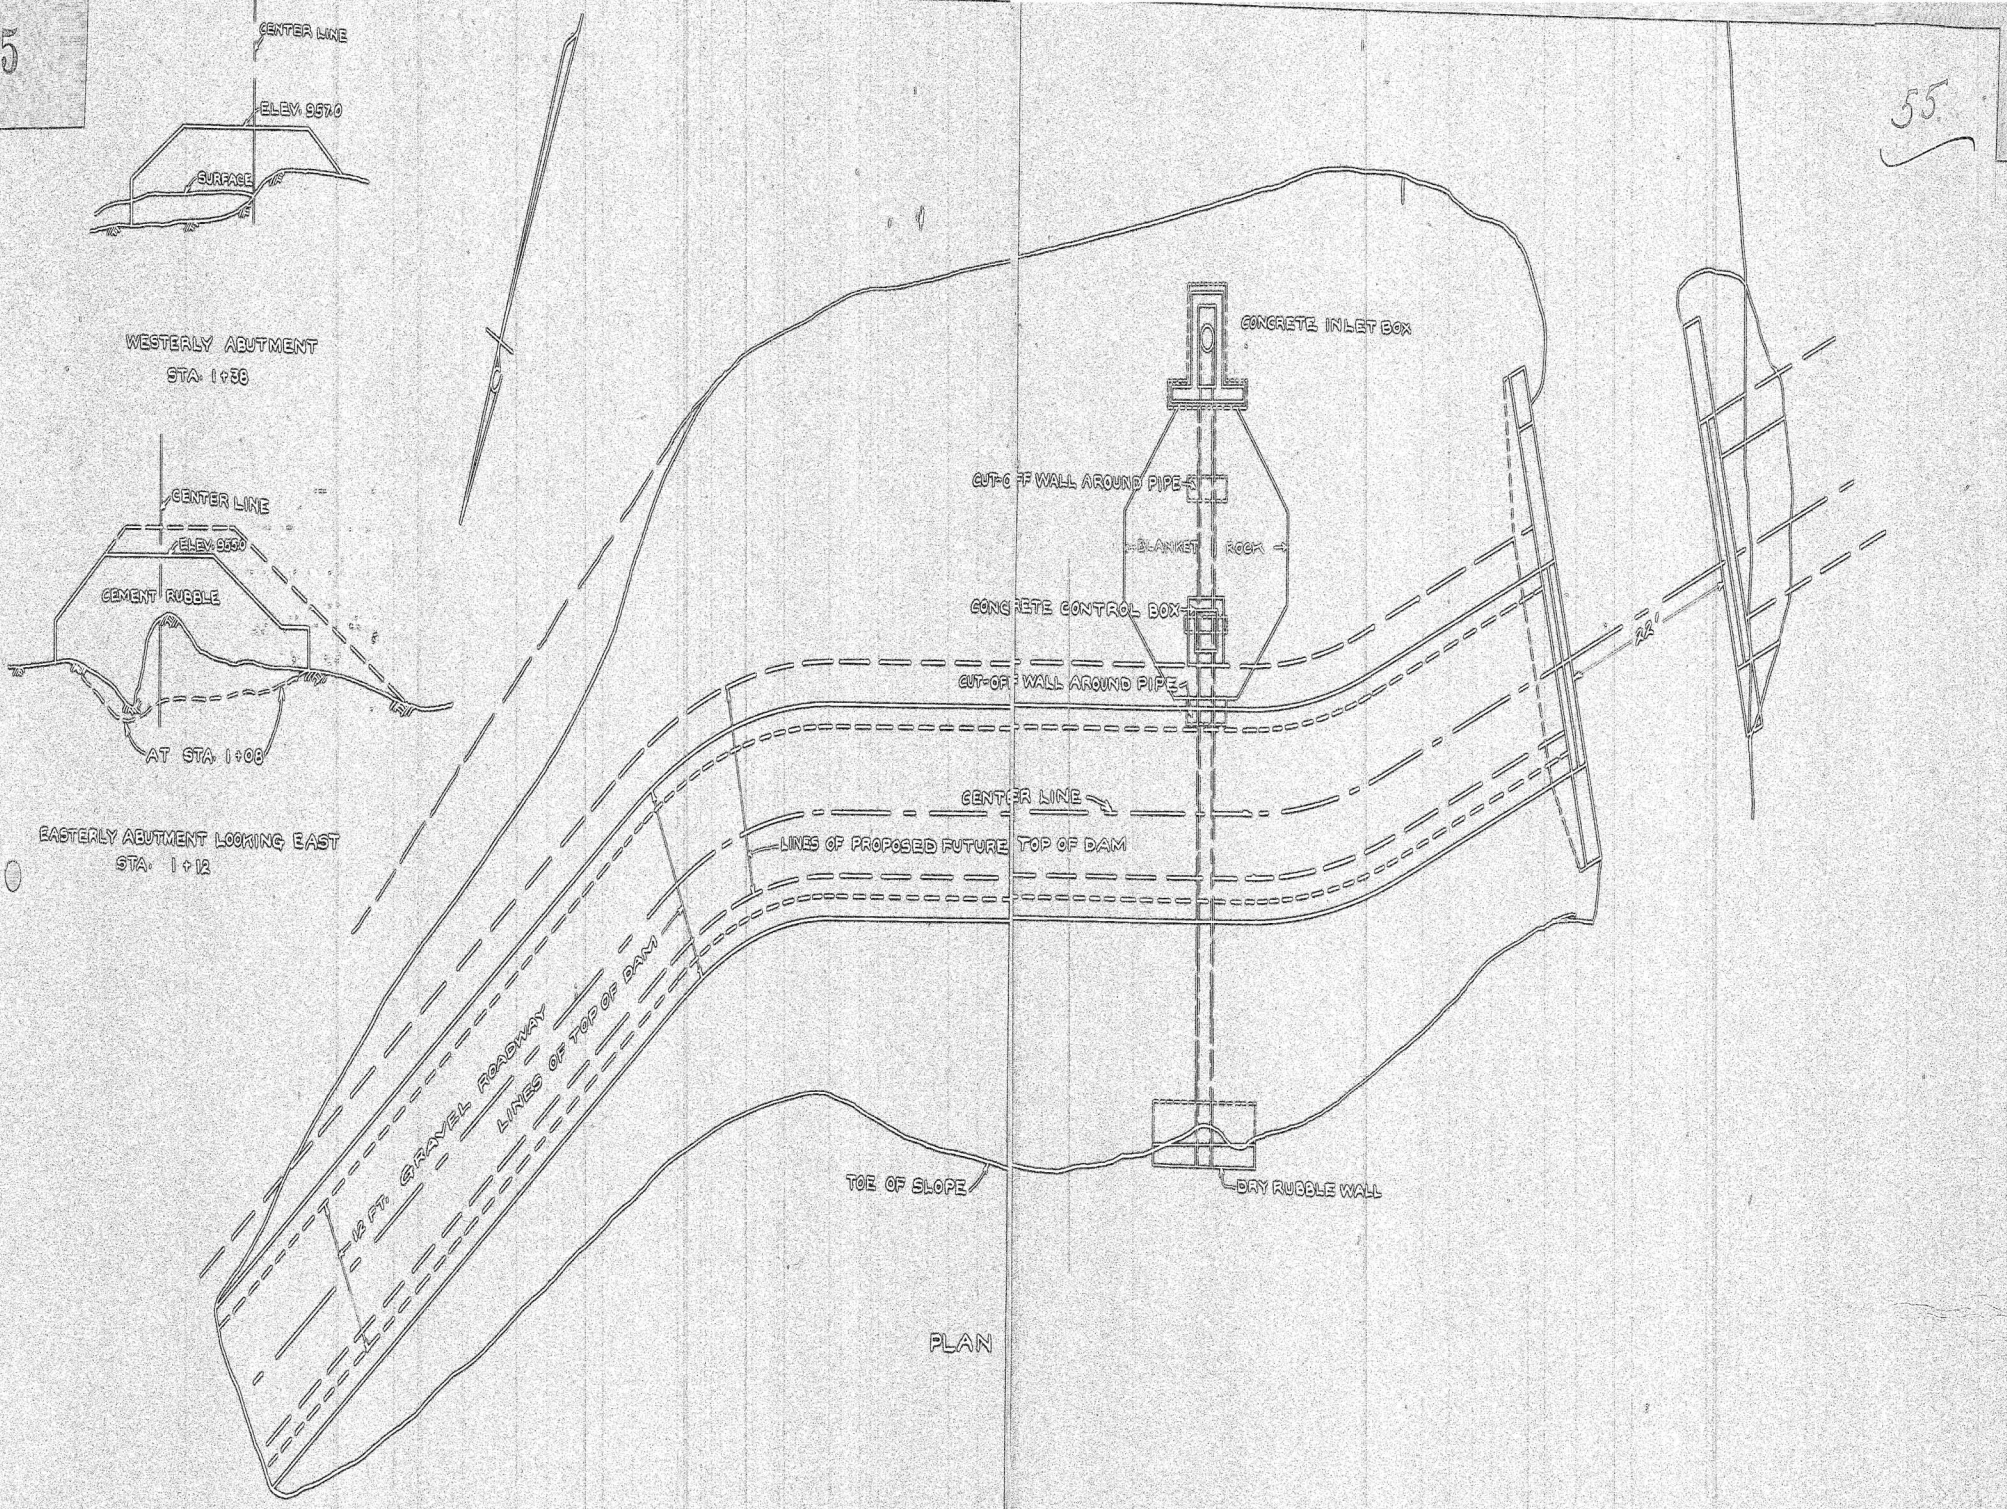 5
CENTER LINE
ELEV. 957.0
SURFACE
WESTERLY ABUTMENT
STA. 1+38
CENTER LINE
ELEV. 955.0
CEMENT RUBBLE
AT STA. 1+08
EASTERLY ABUTMENT LOOKING EAST
STA. 1+12
55.
CONCRETE INLET BOX
CUT-OFF WALL AROUND PIPE
BLANKET ROCK
CONCRETE CONTROL BOX
22'
CUT-OFF WALL AROUND PIPE
CENTER LINE
LINES OF PROPOSED FUTURE TOP OF DAM
12 FT. GRAVEL ROADWAY
LINES OF TOP OF DAM
TOE OF SLOPE
DRY RUBBLE WALL
PLAN